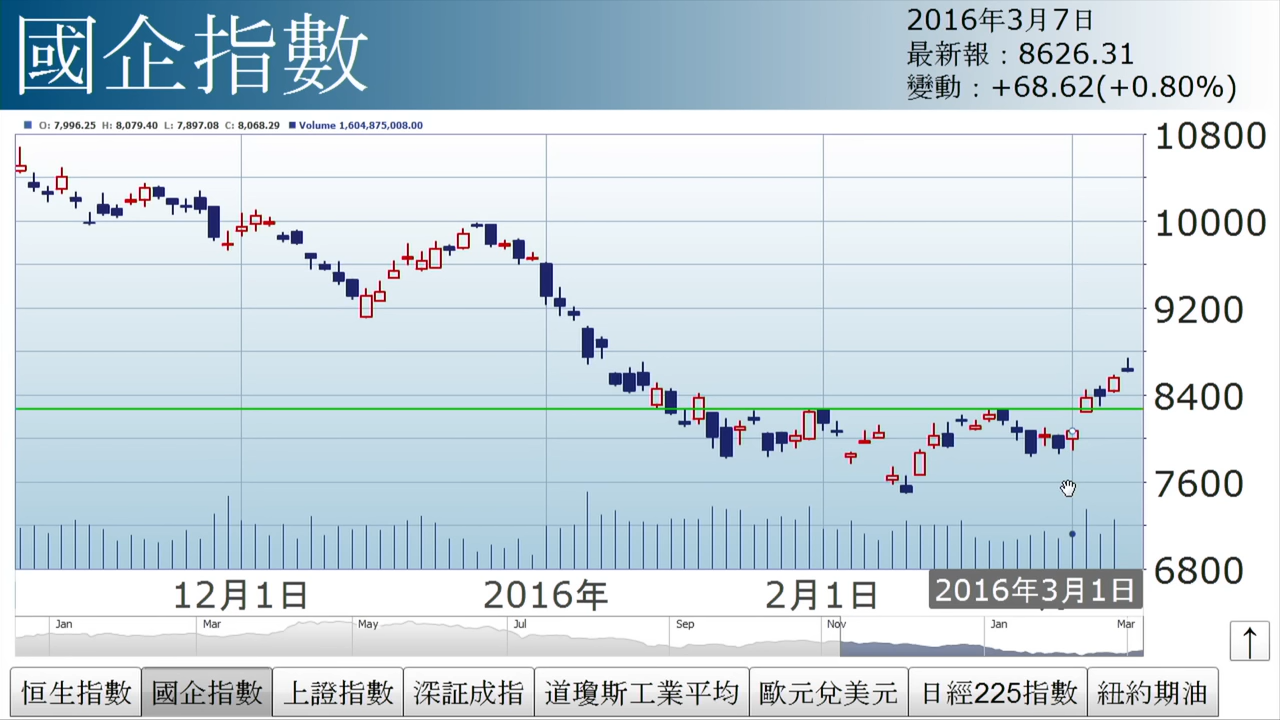 國企指數
2016年3月7日
最新報：8626.31
變動：+68.62(+0.80%)
O: 7,996.25 H: 8,079.40 L: 7,897.08 C: 8,068.29 Volume 1,604,875,008.00
10800
10000
9200
8400
7600
6800
12月1日 2016年 2月1日 2016年3月1日
Jan Mar May Jul Sep Nov Jan Mar
↑
恒生指數 國企指數 上證指數 深証成指 道瓊斯工業平均 歐元兌美元 日經225指數 紐約期油